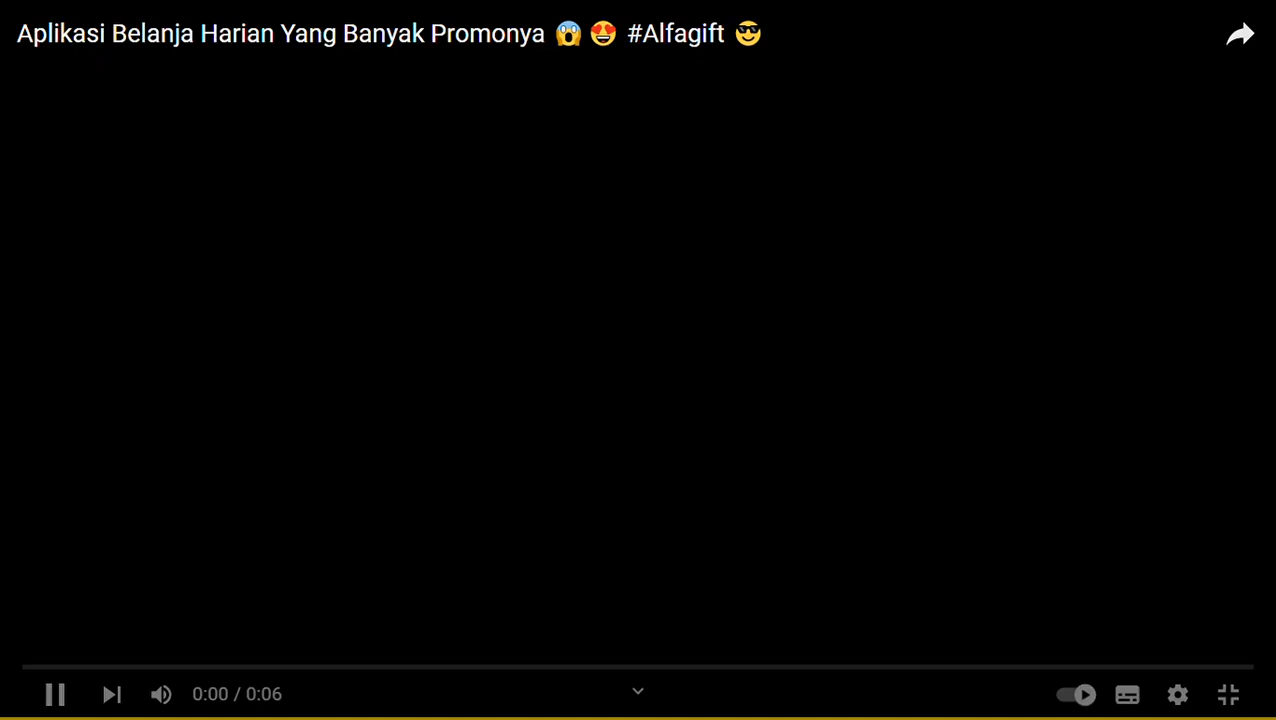 Aplikasi Belanja Harian Yang Banyak Promonya 😱 😍 #Alfagift 😎
0:00 / 0:06